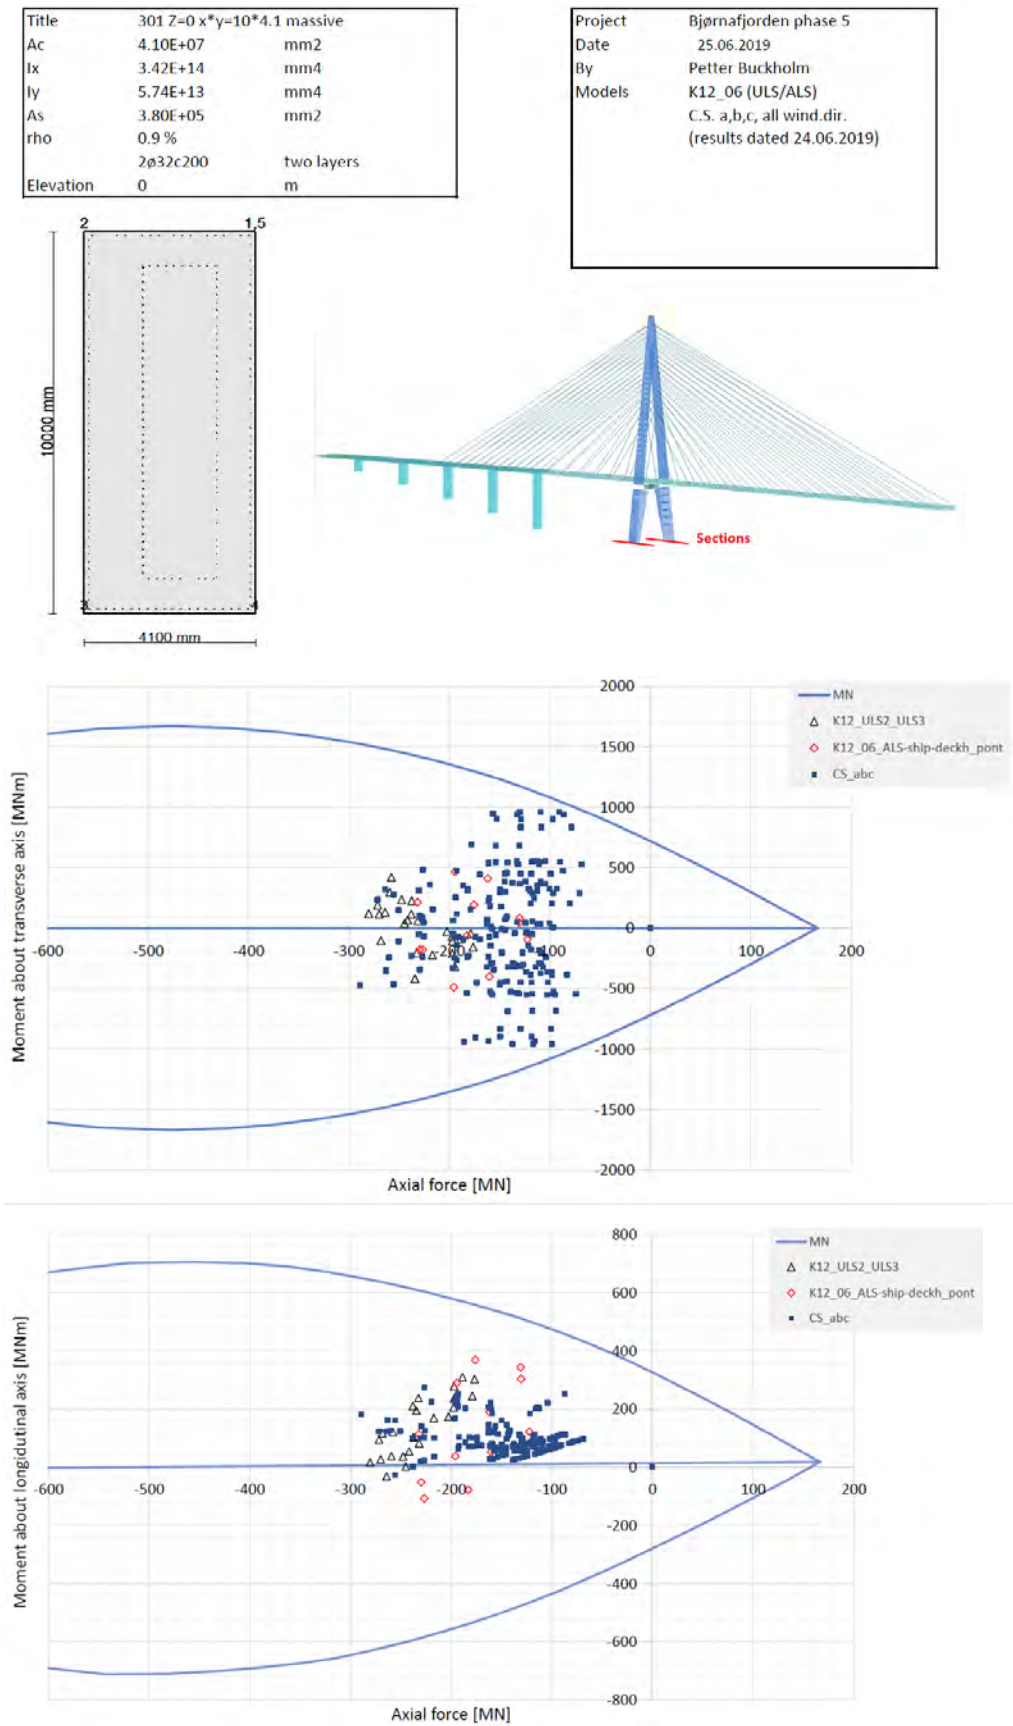 Title 301 Z=0 x*y=10*4.1 massive
Ac 4.10E+07 mm2
Ix 3.42E+14 mm4
Iy 5.74E+13 mm4
As 3.80E+05 mm2
rho 0.9 %
2ø32c200 two layers
Elevation 0 m
Project Bjørnafjorden phase 5
Date 25.06.2019
By Petter Buckholm
Models K12_06 (ULS/ALS)
C.S. a,b,c, all wind.dir.
(results dated 24.06.2019)
2 1,5
10000 mm
3 4
4100 mm
Sections
Moment about transverse axis [MNm]
2000
1500
1000
500
0
-500
-1000
-1500
-2000
-600 -500 -400 -300 -200 -100 0 100 200
Axial force [MN]
MN
K12_ULS2_ULS3
K12_06_ALS-ship-deckh_pont
CS_abc
Moment about longidutinal axis [MNm]
800
600
400
200
0
-200
-400
-600
-800
-600 -500 -400 -300 -200 -100 0 100 200
Axial force [MN]
MN
K12_ULS2_ULS3
K12_06_ALS-ship-deckh_pont
CS_abc